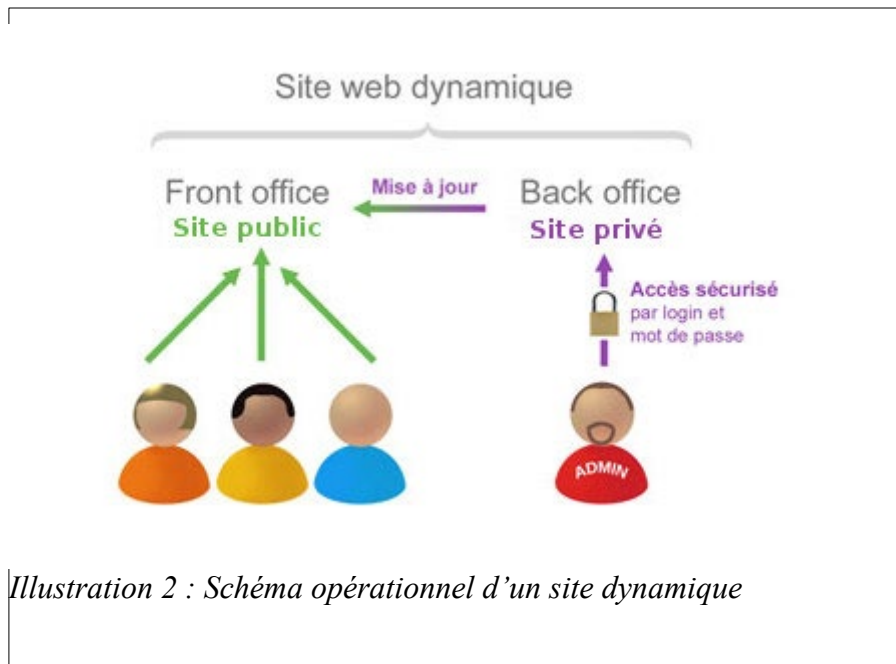 Site web dynamique
Front office
Site public
Mise à jour
Back office
Site privé
Accès sécurisé
par login et
mot de passe
ADMIN
Illustration 2 : Schéma opérationnel d’un site dynamique